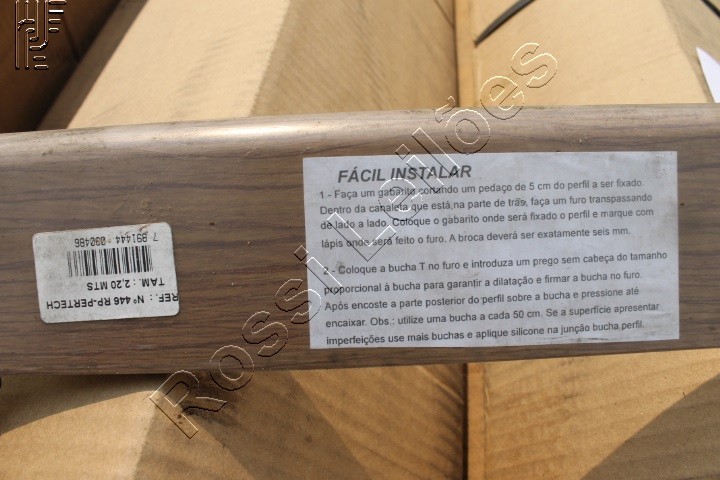 FÁCIL INSTALAR
1 - Faça um gabarito cortando um pedaço de 5 cm do perfil a ser fixado.
Dentro da canaleta que está na parte de trás, faça um furo transpassando
de lado a lado. Coloque o gabarito onde será fixado o perfil e marque com
lápis onde será feito o furo. A broca deverá ser exatamente seis mm.
2 - Coloque a bucha T no furo e introduza um prego sem cabeça do tamanho
proporcional à bucha para garantir a dilatação e firmar a bucha no furo.
Após encoste a parte posterior do perfil sobre a bucha e pressione até
encaixar. Obs.: utilize uma bucha a cada 50 cm. Se a superfície apresentar
imperfeições use mais buchas e aplique silicone na junção bucha perfil.
REF. : Nº 446 RP-PERTECH
TAM. : 2,20 MTS
7 891444 030486
Rossi Leilões